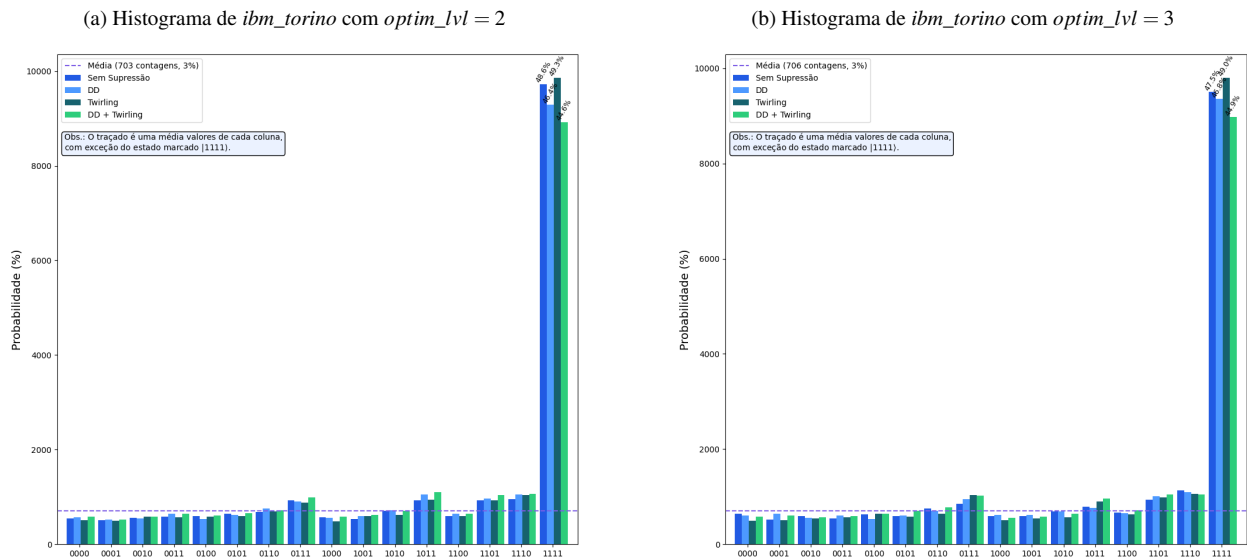 (a) Histograma de ibm_torino com optim_lvl = 2
10000
8000
6000
4000
2000
0
Probabilidade (%)
Média (703 contagens, 3%)
Sem Supressão
DD
Twirling
DD + Twirling
Obs.: O traçado é uma média valores de cada coluna,
com exceção do estado marcado |1111⟩.
48.6%
46.4%
49.3%
44.6%
0000 0001 0010 0011 0100 0101 0110 0111 1000 1001 1010 1011 1100 1101 1110 1111
(b) Histograma de ibm_torino com optim_lvl = 3
10000
8000
6000
4000
2000
0
Probabilidade (%)
Média (706 contagens, 3%)
Sem Supressão
DD
Twirling
DD + Twirling
Obs.: O traçado é uma média valores de cada coluna,
com exceção do estado marcado |1111⟩.
47.5%
46.8%
49.0%
44.9%
0000 0001 0010 0011 0100 0101 0110 0111 1000 1001 1010 1011 1100 1101 1110 1111